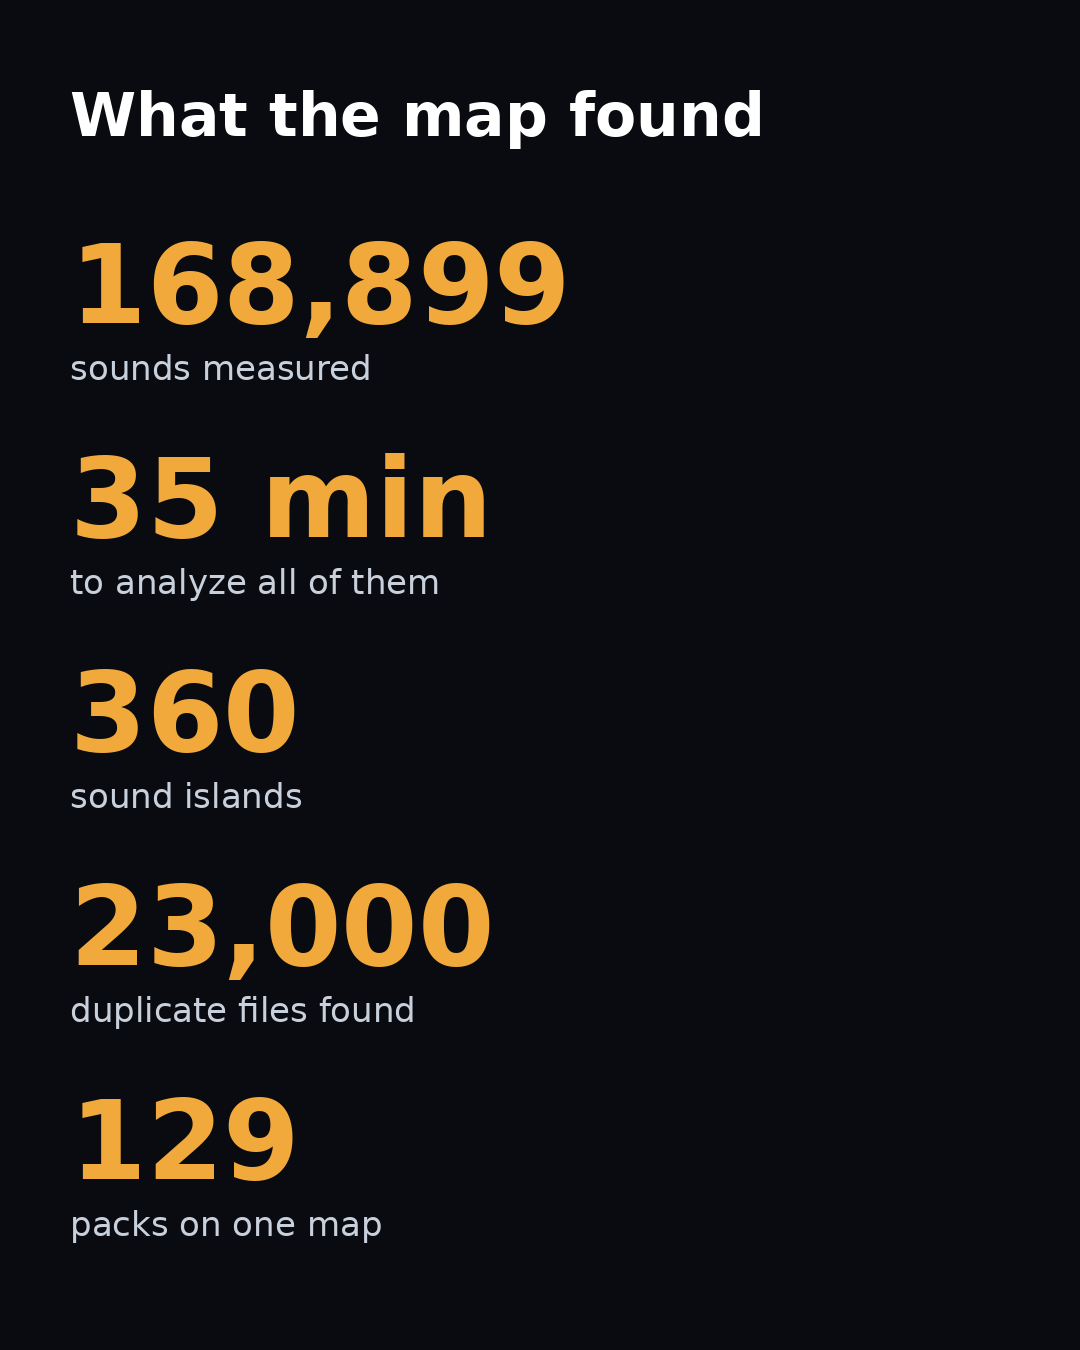 What the map found
168,899
sounds measured
35 min
to analyze all of them
360
sound islands
23,000
duplicate files found
129
packs on one map